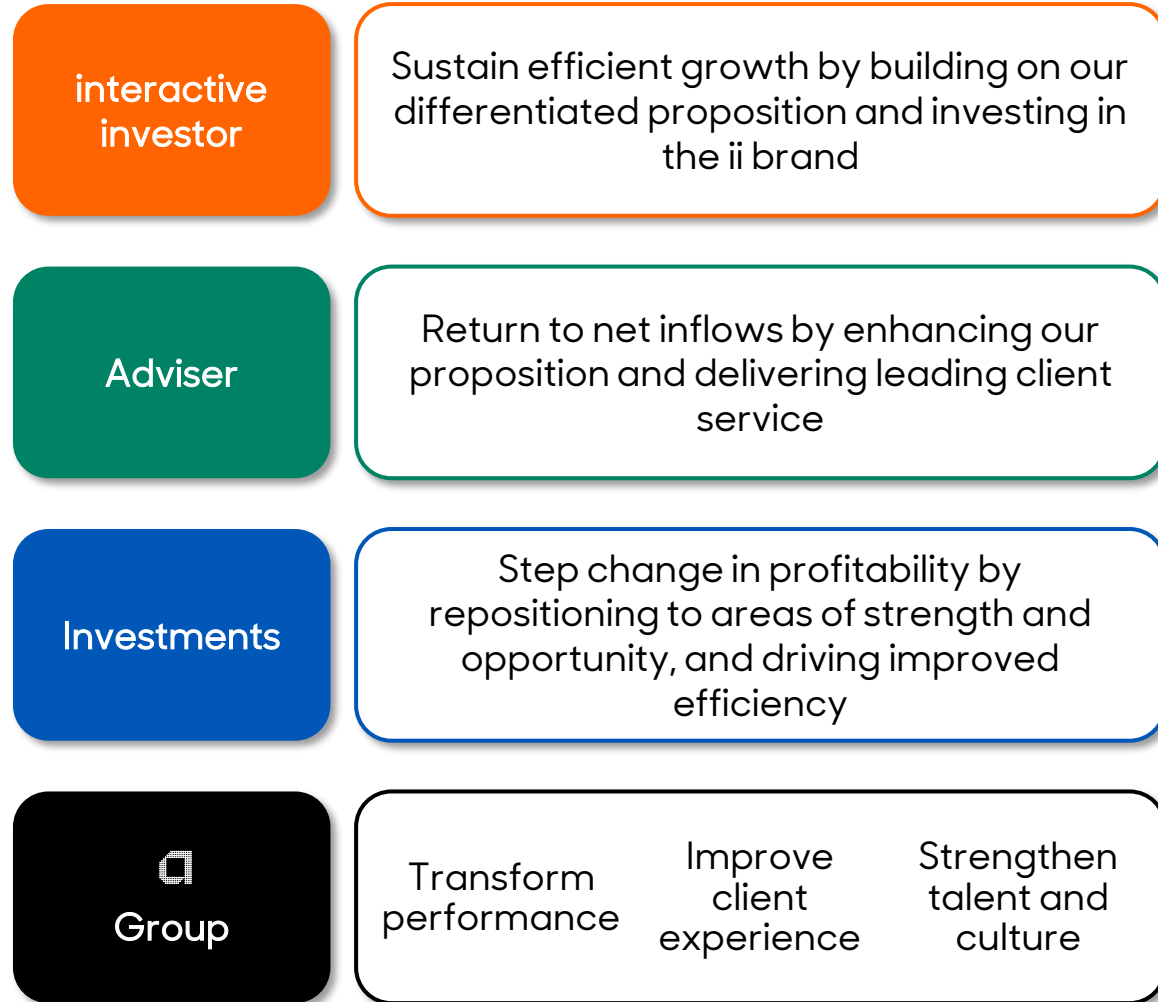 interactive
investor
Sustain efficient growth by building on our
differentiated proposition and investing in
the ii brand
Adviser
Return to net inflows by enhancing our
proposition and delivering leading client
service
Investments
Step change in profitability by
repositioning to areas of strength and
opportunity, and driving improved
efficiency
a
Group
Transform
performance
Improve
client
experience
Strengthen
talent and
culture